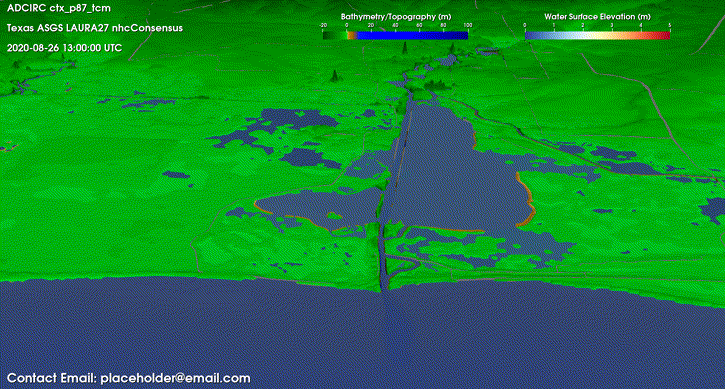 ADCIRC ctx_p87_tcm
Texas ASGS LAURA27 nhcConsensus
2020-08-26 13:00:00 UTC
Bathymetry/Topography (m)
-20 0 20 40 60 80 100
Water Surface Elevation (m)
0 1 2 3 4 5
Contact Email: placeholder@email.com